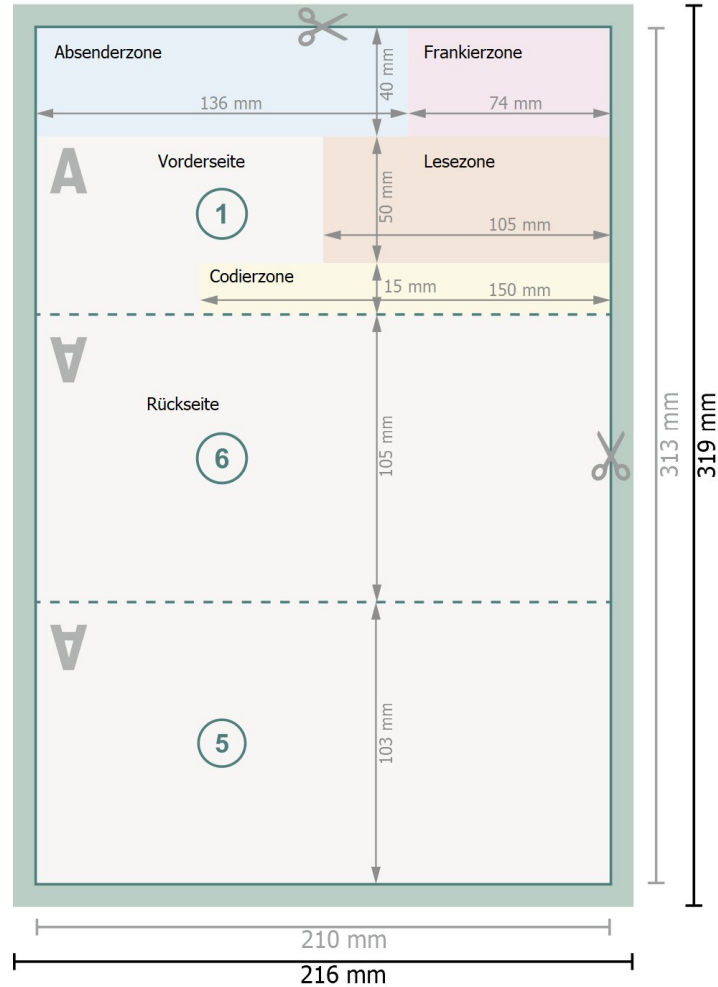 Absenderzone
Frankierzone
40 mm
136 mm
74 mm
A
Vorderseite
Lesezone
1
50 mm
105 mm
Codierzone
15 mm
150 mm
A
Rückseite
6
105 mm
313 mm
319 mm
A
5
103 mm
210 mm
216 mm